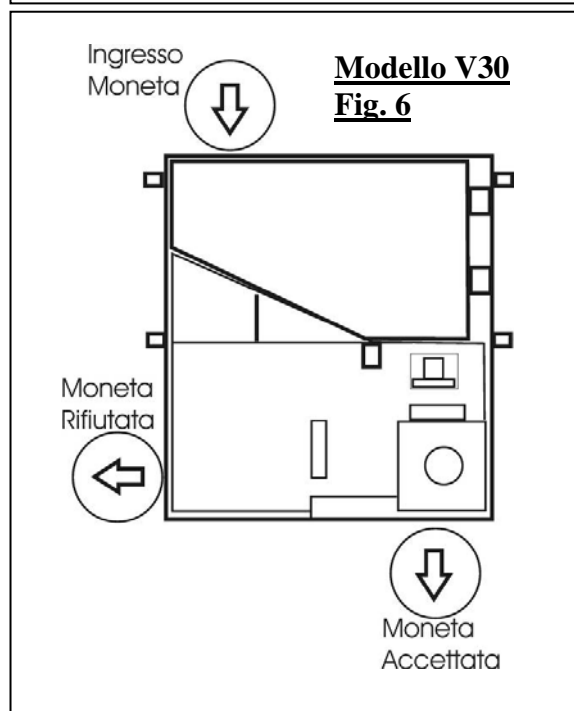 Ingresso
Moneta
Modello V30
Fig. 6
Moneta
Rifiutata
Moneta
Accettata